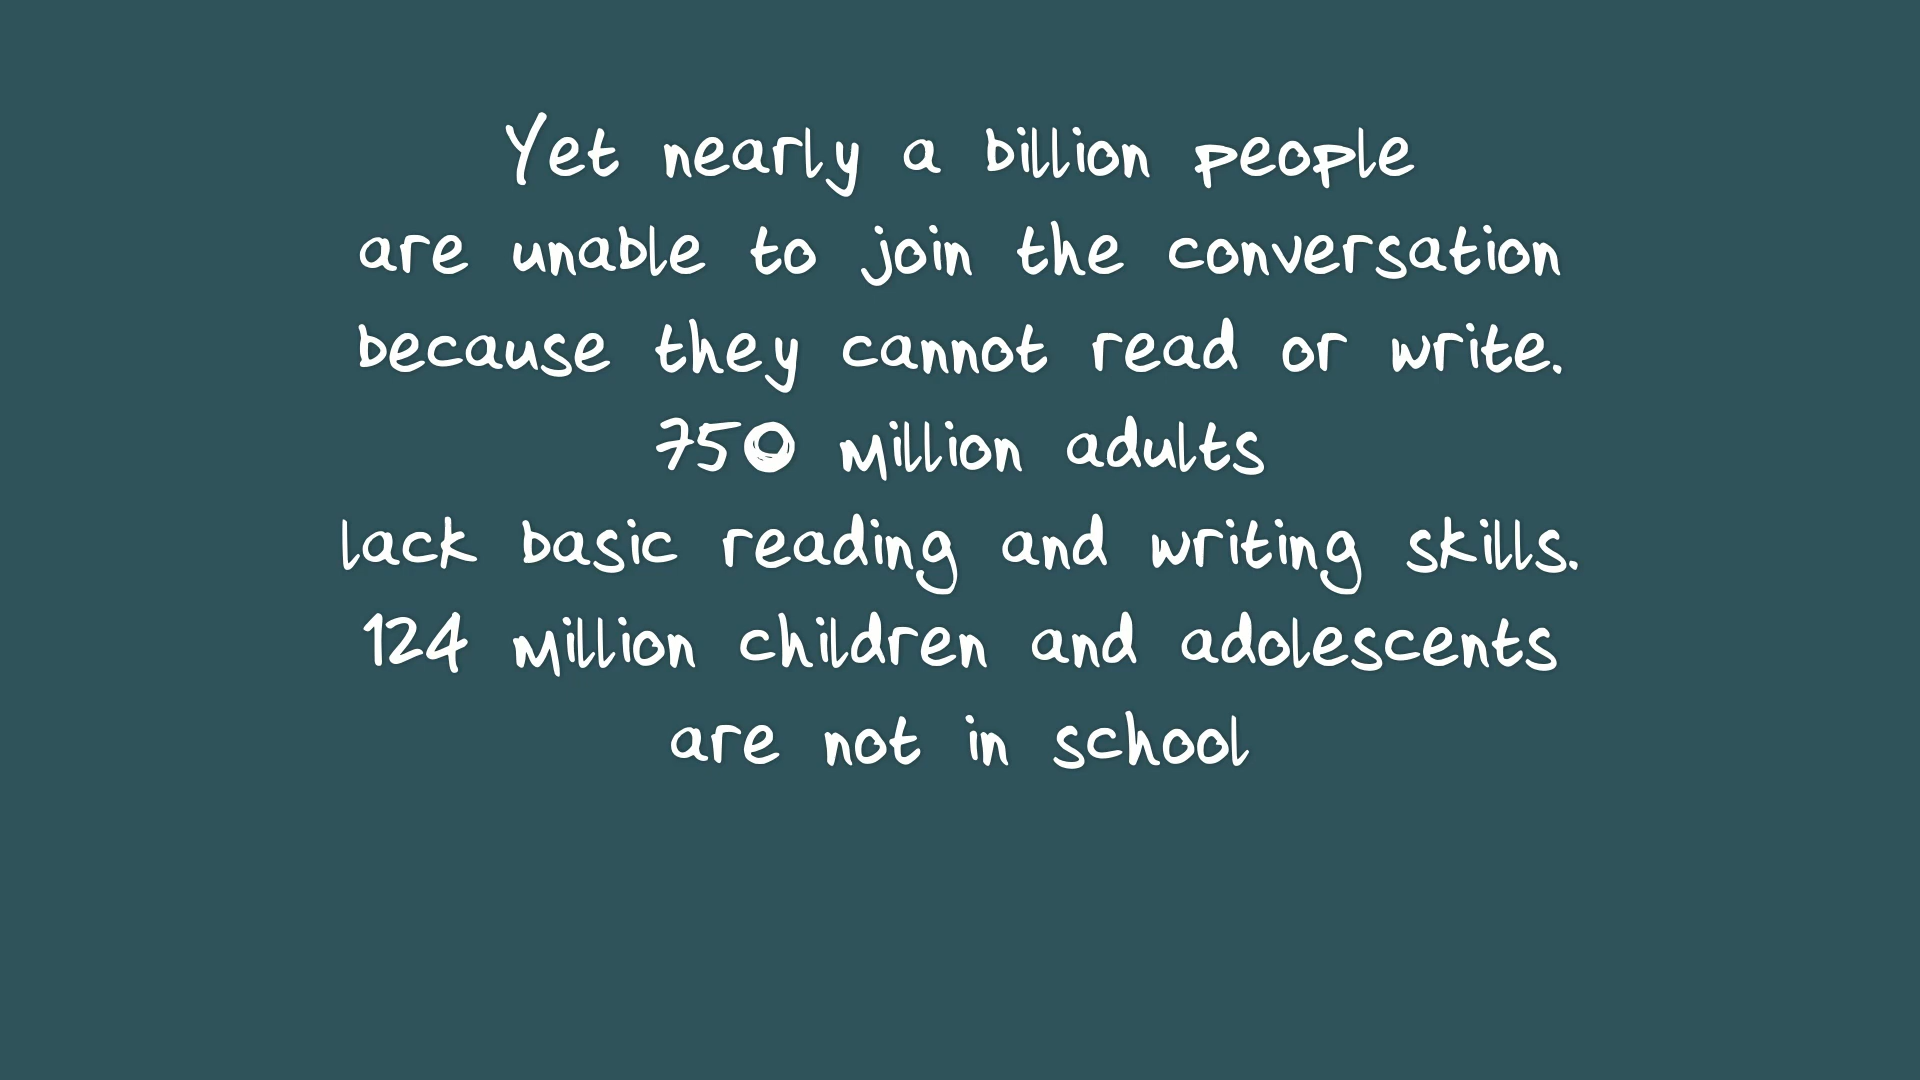 Yet nearly a billion people
are unable to join the conversation
because they cannot read or write.
750 million adults
lack basic reading and writing skills.
124 million children and adolescents
are not in school